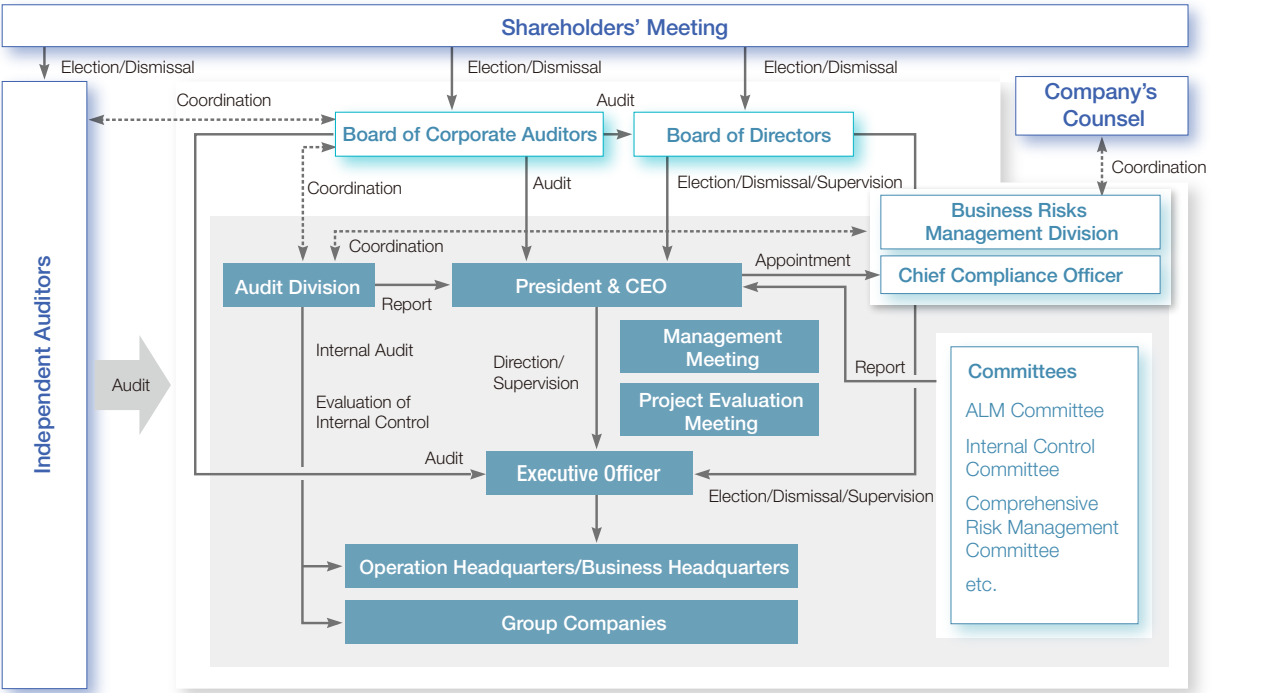 Shareholders' Meeting
Election/Dismissal
Election/Dismissal
Election/Dismissal
Company's
Counsel
Coordination
Audit
Board of Corporate Auditors
Board of Directors
Coordination
Coordination
Audit
Election/Dismissal/Supervision
Business Risks
Management Division
Coordination
Appointment
Chief Compliance Officer
Audit Division
Report
President & CEO
Independent Auditors
Audit
Internal Audit
Evaluation of
Internal Control
Direction/
Supervision
Management
Meeting
Project Evaluation
Meeting
Report
Committees
ALM Committee
Internal Control
Committee
Comprehensive
Risk Management
Committee
etc.
Audit
Executive Officer
Election/Dismissal/Supervision
Operation Headquarters/Business Headquarters
Group Companies